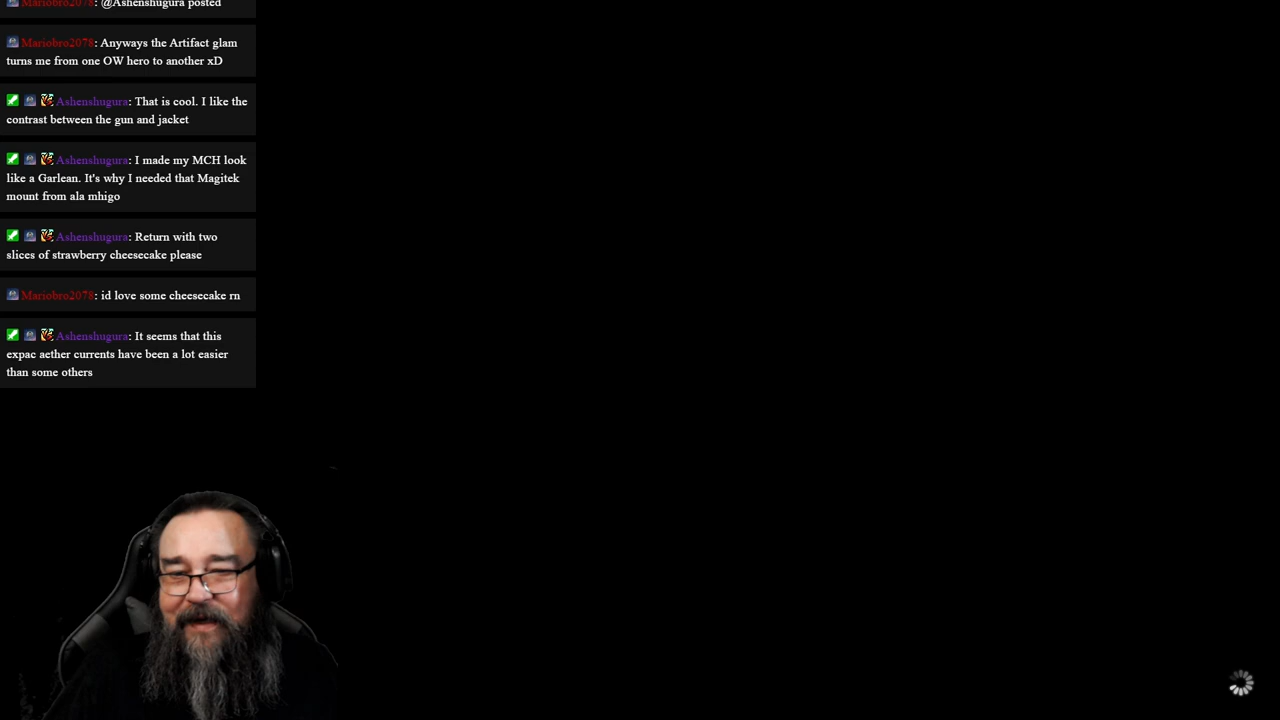 Mariobro2078: @Ashenshugura posted
Mariobro2078: Anyways the Artifact glam
turns me from one OW hero to another xD
Ashenshugura: That is cool. I like the
contrast between the gun and jacket
Ashenshugura: I made my MCH look
like a Garlean. It's why I needed that Magitek
mount from ala mhigo
Ashenshugura: Return with two
slices of strawberry cheesecake please
Mariobro2078: id love some cheesecake rn
Ashenshugura: It seems that this
expac aether currents have been a lot easier
than some others